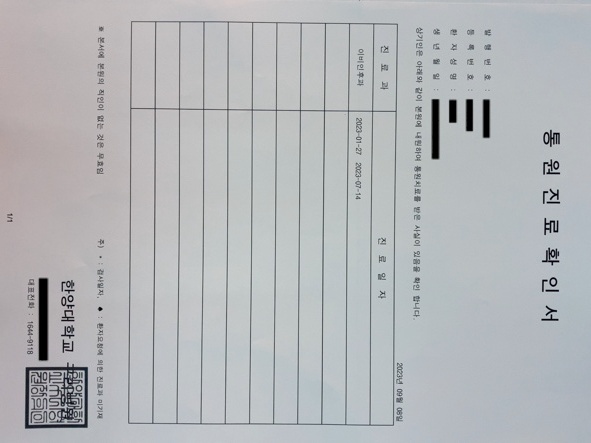 통원진료확인서
발 행 번 호 :
등 록 번 호 :
환 자 성 명 :
생 년 월 일 :
상기인은 아래와 같이 본원에 내원하여 통원치료를 받은 사실이 있음을 확인 합니다.
2023년 09월 08일
진 료 과 진 료 일 자
이비인후과 2023-01-27 2023-07-14
주) * : 검사일자, ♠ : 환자요청에 의한 진료과 미기재
※ 본서에 본원의 직인이 없는 것은 무효임
한양대학교
대표전화 : 1644-9118
1/1